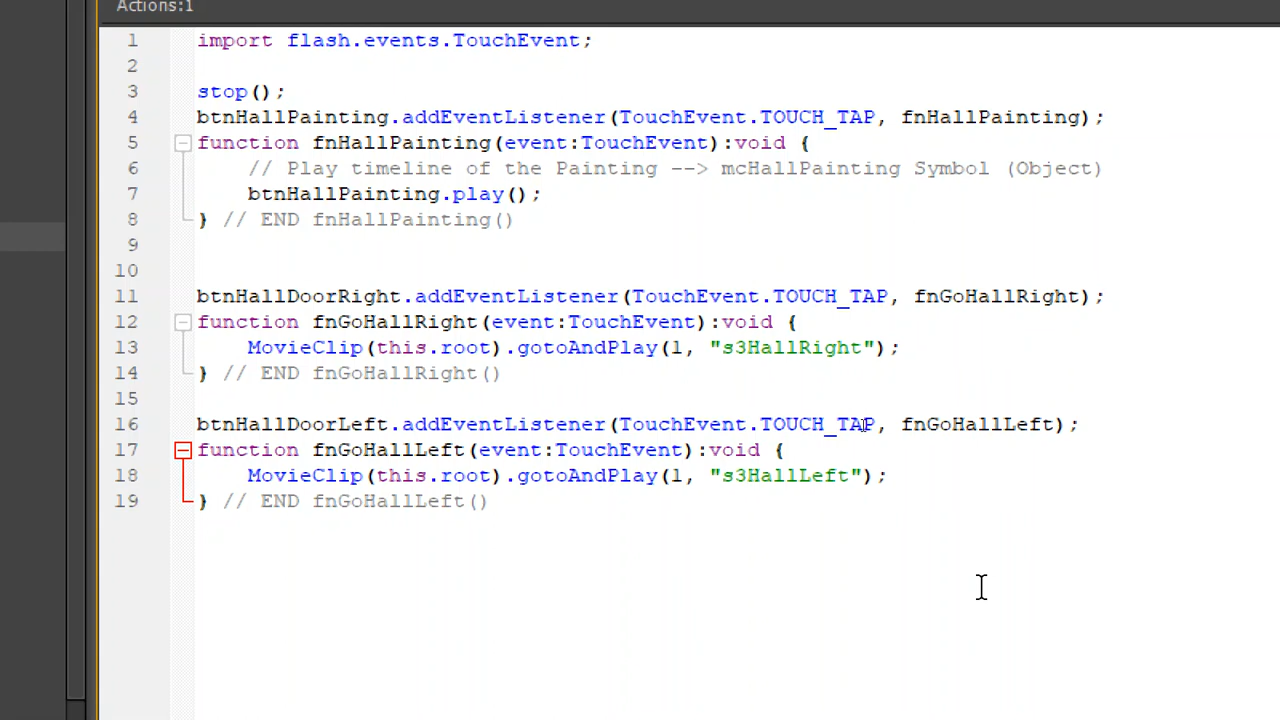 Actions:1
1 import flash.events.TouchEvent;
2
3 stop();
4 btnHallPainting.addEventListener(TouchEvent.TOUCH_TAP, fnHallPainting);
5 function fnHallPainting(event:TouchEvent):void {
6 // Play timeline of the Painting --> mcHallPainting Symbol (Object)
7 btnHallPainting.play();
8 } // END fnHallPainting()
9
10
11 btnHallDoorRight.addEventListener(TouchEvent.TOUCH_TAP, fnGoHallRight);
12 function fnGoHallRight(event:TouchEvent):void {
13 MovieClip(this.root).gotoAndPlay(1, "s3HallRight");
14 } // END fnGoHallRight()
15
16 btnHallDoorLeft.addEventListener(TouchEvent.TOUCH_TAP, fnGoHallLeft);
17 function fnGoHallLeft(event:TouchEvent):void {
18 MovieClip(this.root).gotoAndPlay(1, "s3HallLeft");
19 } // END fnGoHallLeft()